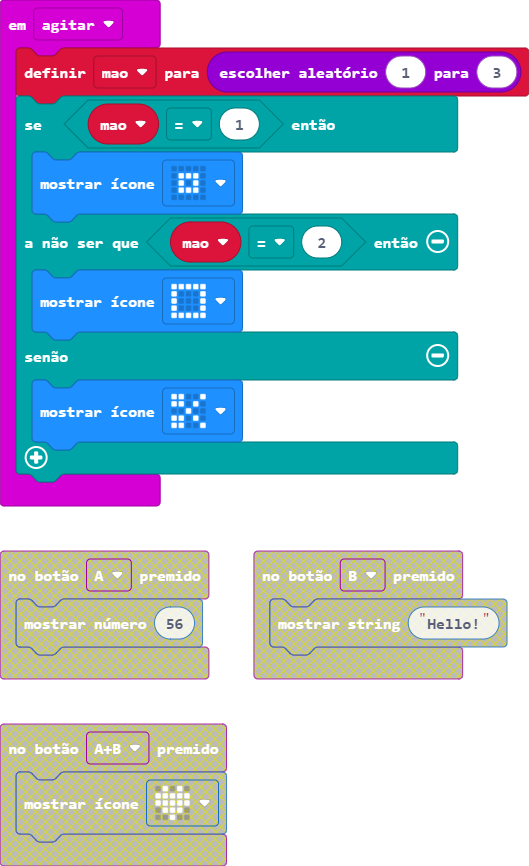 em agitar
definir mao para escolher aleatório 1 para 3
se mao = 1 então
mostrar ícone
a não ser que mao = 2 então
mostrar ícone
senão
mostrar ícone
no botão A premido
mostrar número 56
no botão B premido
mostrar string "Hello!"
no botão A+B premido
mostrar ícone